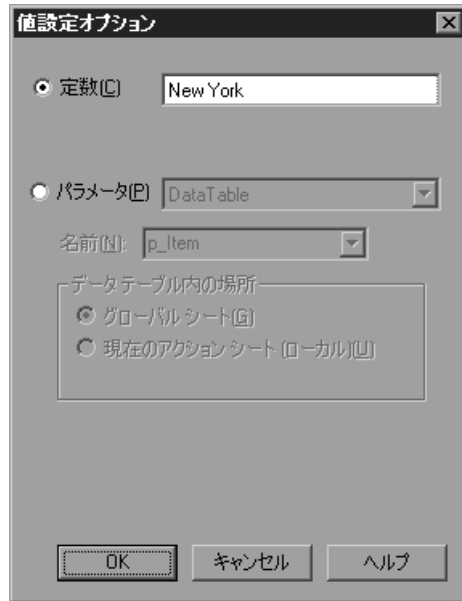 値設定オプション
定数(C) New York
パラメータ(P) DataTable
名前(N): p_Item
データ テーブル内の場所
グローバル シート(G)
現在のアクション シート (ローカル)(U)
OK キャンセル ヘルプ